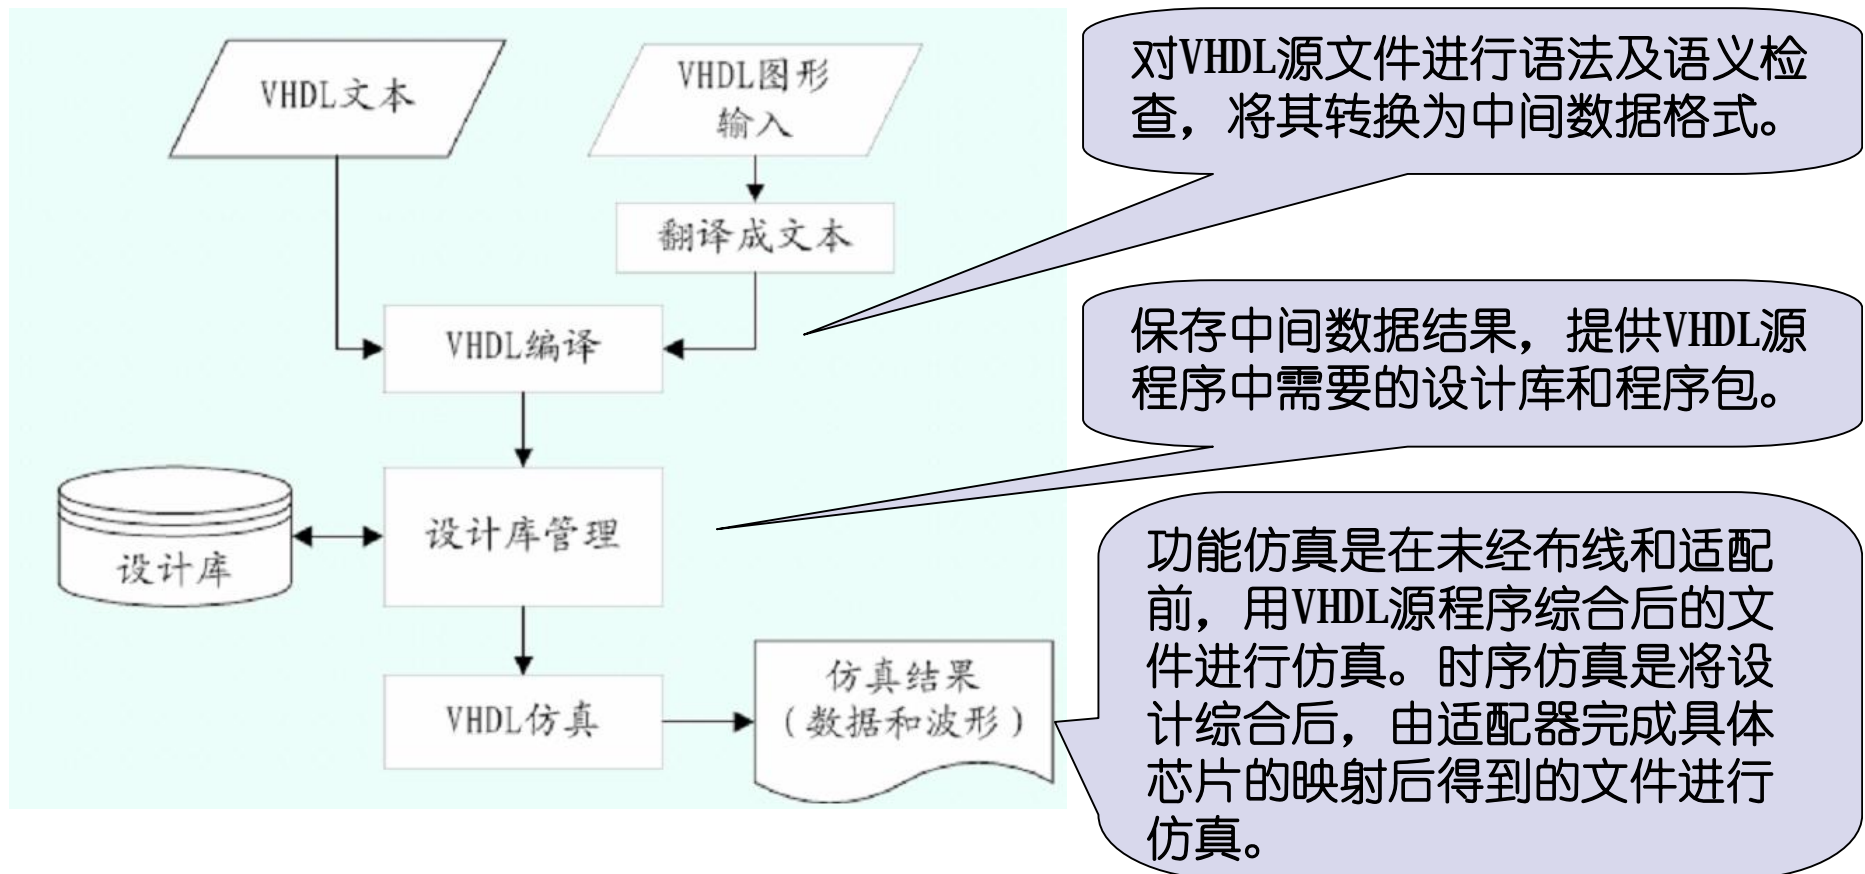 VHDL文本
VHDL图形
输入
翻译成文本
VHDL编译
设计库管理
设计库
VHDL仿真
仿真结果
（数据和波形）
对VHDL源文件进行语法及语义检
查，将其转换为中间数据格式。
保存中间数据结果，提供VHDL源
程序中需要的设计库和程序包。
功能仿真是在未经布线和适配
前，用VHDL源程序综合后的文
件进行仿真。时序仿真是将设
计综合后，由适配器完成具体
芯片的映射后得到的文件进行
仿真。